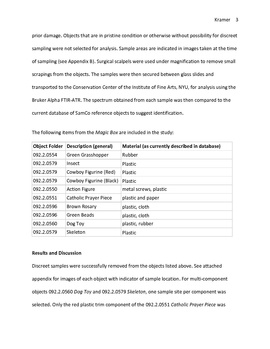 Kramer 3
prior damage. Objects that are in pristine condition or otherwise without possibility for discreet
sampling were not selected for analysis. Sample areas are indicated in images taken at the time
of sampling (see Appendix B). Surgical scalpels were used under magnification to remove small
scrapings from the objects. The samples were then secured between glass slides and
transported to the Conservation Center of the Institute of Fine Arts, NYU, for analysis using the
Bruker Alpha FTIR-ATR. The spectrum obtained from each sample was then compared to the
current database of SamCo reference objects to suggest identification.
The following items from the Magic Box are included in the study:
Object Folder Description (general) Material (as currently described in database)
092.2.0554 Green Grasshopper Rubber
092.2.0579 Insect Plastic
092.2.0579 Cowboy Figurine (Red) Plastic
092.2.0579 Cowboy Figurine (Black) Plastic
092.2.0550 Action Figure metal screws, plastic
092.2.0551 Catholic Prayer Piece plastic and paper
092.2.0596 Brown Rosary plastic, cloth
092.2.0596 Green Beads plastic, cloth
092.2.0560 Dog Toy plastic, rubber
092.2.0579 Skeleton Plastic
Results and Discussion
Discreet samples were successfully removed from the objects listed above. See attached
appendix for images of each object with indicator of sample location. For multi-component
objects 092.2.0560 Dog Toy and 092.2.0579 Skeleton, one sample site per component was
selected. Only the red plastic trim component of the 092.2.0551 Catholic Prayer Piece was